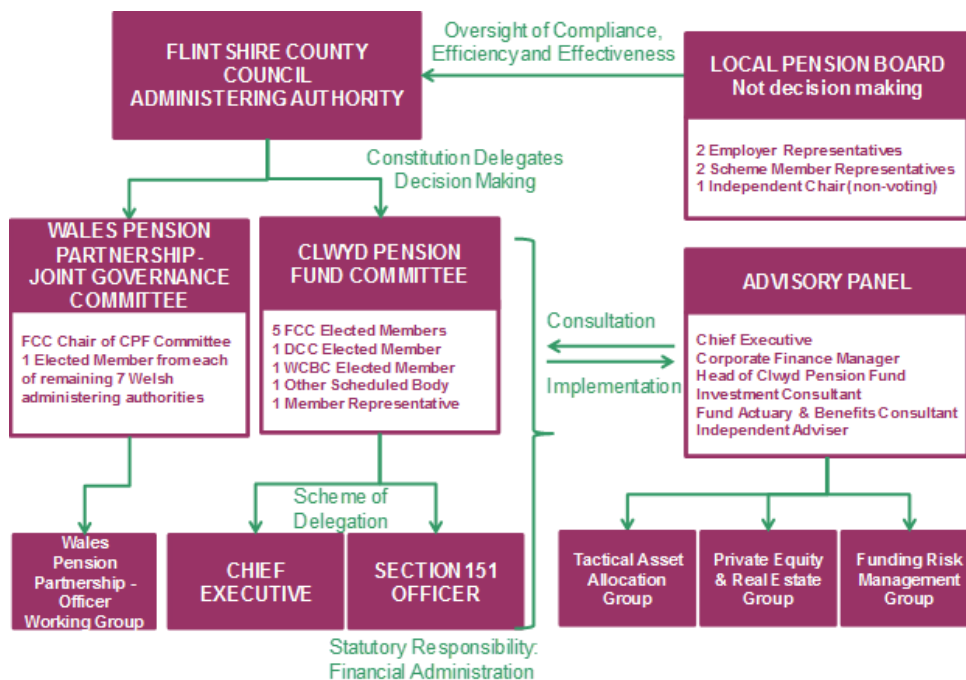 FLINTSHIRE COUNTY
COUNCIL
ADMINISTERING AUTHORITY
Oversight of Compliance,
Efficiency and Effectiveness
LOCAL PENSION BOARD
Not decision making
2 Employer Representatives
2 Scheme Member Representatives
1 Independent Chair (non-voting)
Constitution Delegates
Decision Making
WALES PENSION
PARTNERSHIP -
JOINT GOVERNANCE
COMMITTEE
FCC Chair of CPF Committee
1 Elected Member from each
of remaining 7 Welsh
administering authorities
CLWYD PENSION
FUND COMMITTEE
5 FCC Elected Members
1 DCC Elected Member
1 WCBC Elected Member
1 Other Scheduled Body
1 Member Representative
Consultation
Implementation
ADVISORY PANEL
Chief Executive
Corporate Finance Manager
Head of Clwyd Pension Fund
Investment Consultant
Fund Actuary & Benefits Consultant
Independent Adviser
Scheme of
Delegation
Wales
Pension
Partnership -
Officer
Working Group
CHIEF
EXECUTIVE
SECTION 151
OFFICER
Tactical Asset
Allocation
Group
Private Equity
& Real Estate
Group
Funding Risk
Management
Group
Statutory Responsibility:
Financial Administration